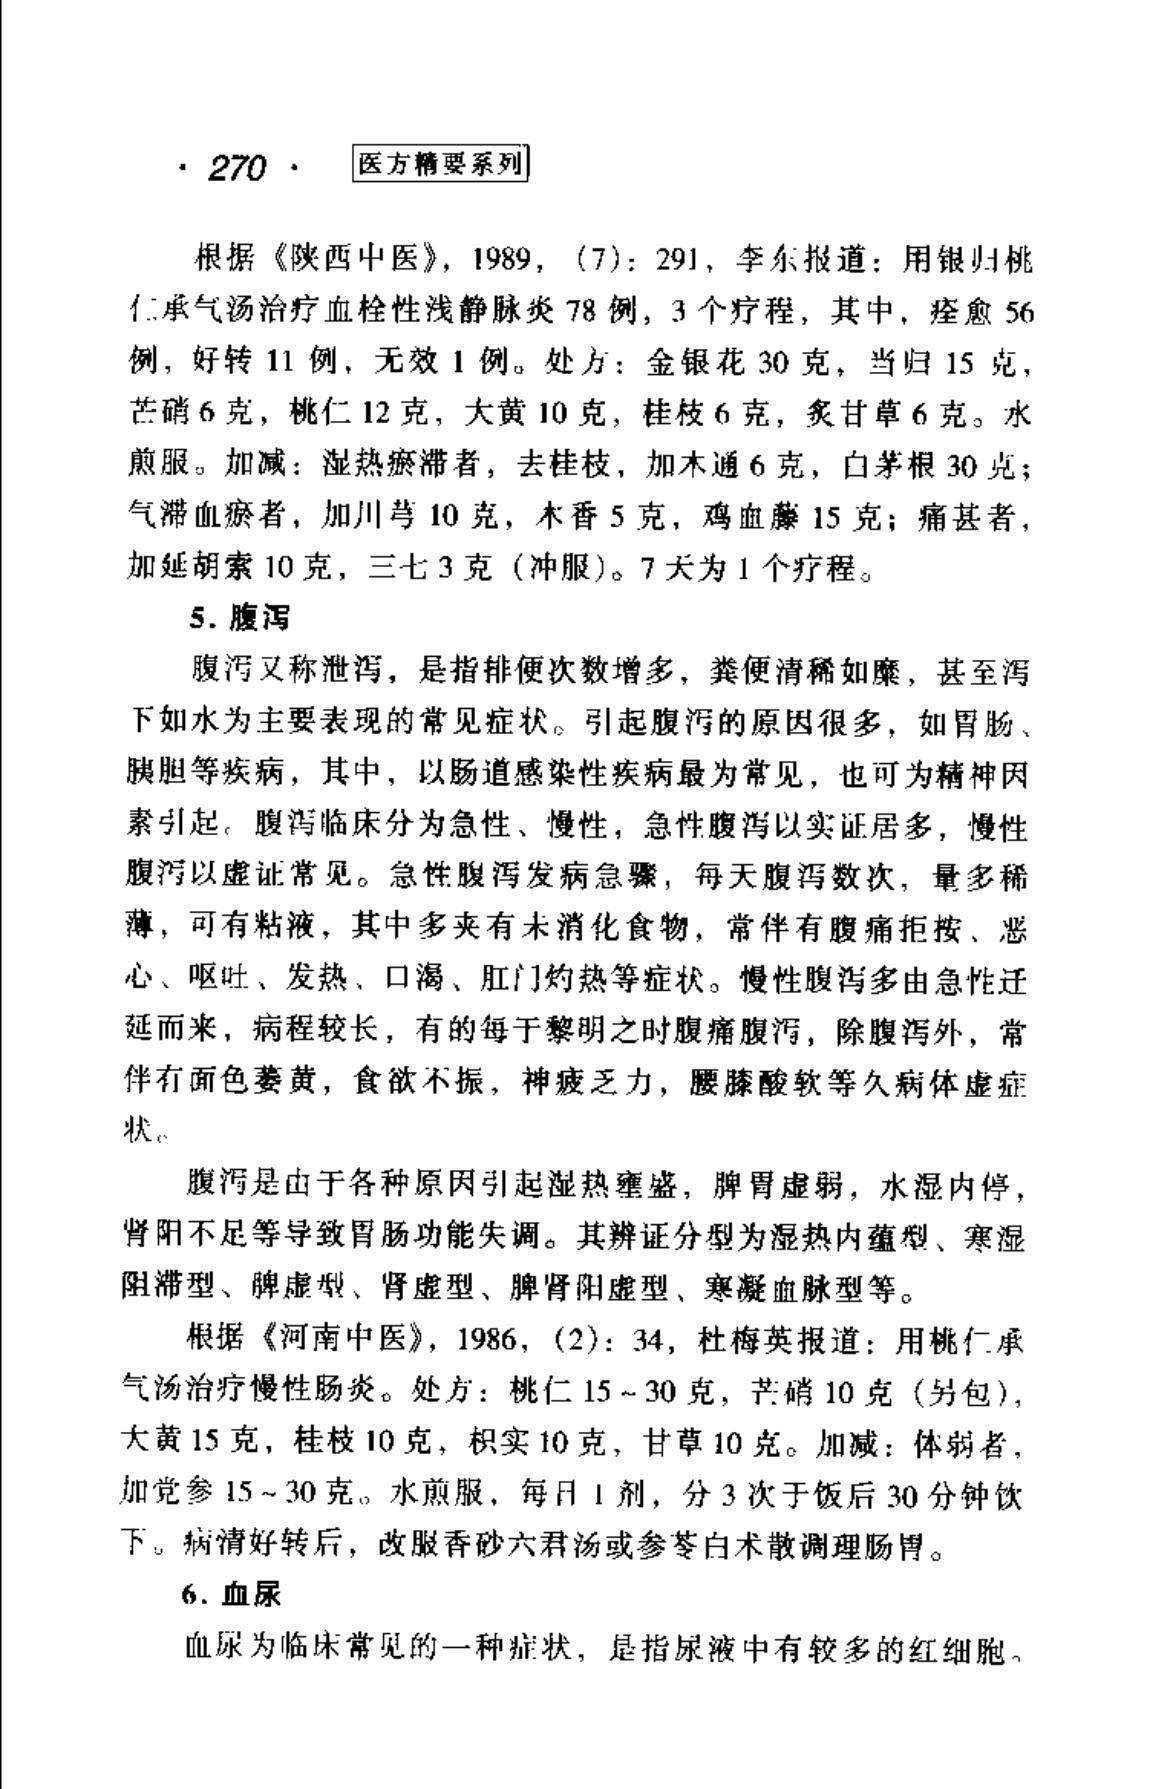 · 270 · 医方精要系列
根据《陕西中医》，1989，（7）：291，李东报道：用银归桃
仁承气汤治疗血栓性浅静脉炎 78 例，3 个疗程，其中，痊愈 56
例，好转 11 例，无效 1 例。处方：金银花 30 克，当归 15 克，
芒硝 6 克，桃仁 12 克，大黄 10 克，桂枝 6 克，炙甘草 6 克。水
煎服。加减：湿热瘀滞者，去桂枝，加木通 6 克，白茅根 30 克；
气滞血瘀者，加川芎 10 克，木香 5 克，鸡血藤 15 克；痛甚者，
加延胡索 10 克，三七 3 克（冲服）。7 天为 1 个疗程。
5. 腹泻
腹泻又称泄泻，是指排便次数增多，粪便清稀如糜，甚至泻
下如水为主要表现的常见症状。引起腹泻的原因很多，如胃肠、
胰胆等疾病，其中，以肠道感染性疾病最为常见，也可为精神因
素引起。腹泻临床分为急性、慢性，急性腹泻以实证居多，慢性
腹泻以虚证常见。急性腹泻发病急骤，每天腹泻数次，量多稀
薄，可有粘液，其中多夹有未消化食物，常伴有腹痛拒按、恶
心、呕吐、发热、口渴、肛门灼热等症状。慢性腹泻多由急性迁
延而来，病程较长，有的每于黎明之时腹痛腹泻，除腹泻外，常
伴有面色萎黄，食欲不振，神疲乏力，腰膝酸软等久病体虚症
状。
腹泻是由于各种原因引起湿热壅盛，脾胃虚弱，水湿内停，
肾阳不足等导致胃肠功能失调。其辨证分型为湿热内蕴型、寒湿
阻滞型、脾虚型、肾虚型、脾肾阳虚型、寒凝血脉型等。
根据《河南中医》，1986，（2）：34，杜梅英报道：用桃仁承
气汤治疗慢性肠炎。处方：桃仁 15～30 克，芒硝 10 克（另包），
大黄 15 克，桂枝 10 克，枳实 10 克，甘草 10 克。加减：体弱者，
加党参 15～30 克。水煎服，每日 1 剂，分 3 次于饭后 30 分钟饮
下。病情好转后，改服香砂六君汤或参苓白术散调理肠胃。
6. 血尿
血尿为临床常见的一种症状，是指尿液中有较多的红细胞。